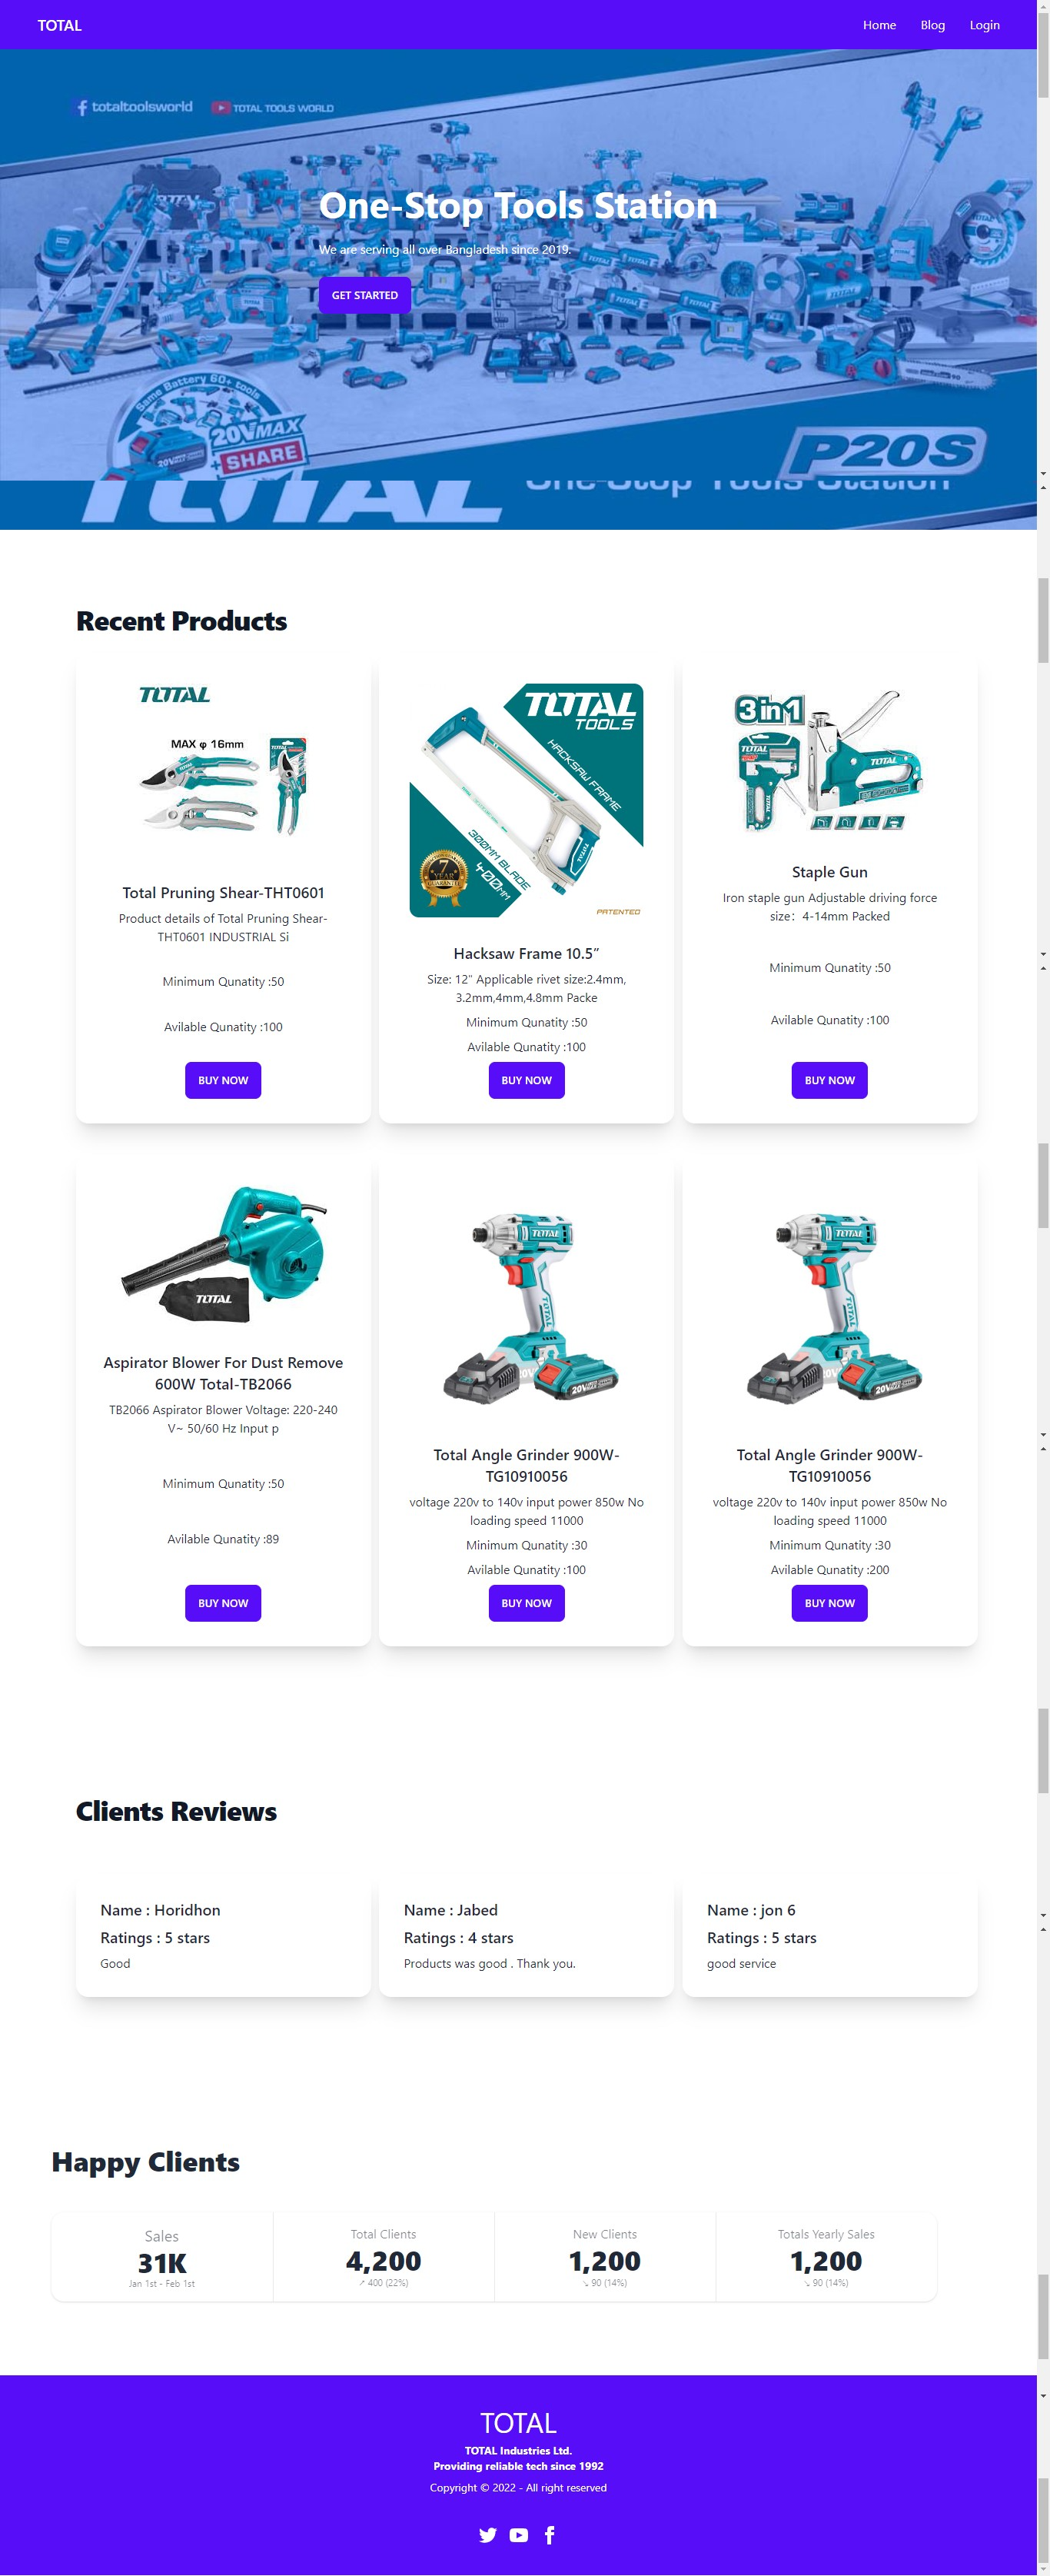 TOTAL
Home Blog Login
totaltoolsworld TOTAL TOOLS WORLD
One-Stop Tools Station
We are serving all over Bangladesh since 2019.
GET STARTED
Same Battery 60+ tools
20VMAX
SHARE
P20S
TOTAL
One-Stop Tools Station
Recent Products
TOTAL
MAX φ 16mm
Total Pruning Shear-THT0601
Product details of Total Pruning Shear-
THT0601 INDUSTRIAL Si
Minimum Qunatity :50
Avilable Qunatity :100
BUY NOW
TOTAL
TOOLS
HACKSAW FRAME
300MM BLADE
400MM
7
YEAR
GUARANTEE
TOTAL
PATENTED
Hacksaw Frame 10.5”
Size: 12" Applicable rivet size:2.4mm,
3.2mm,4mm,4.8mm Packe
Minimum Qunatity :50
Avilable Qunatity :100
BUY NOW
3in1
TOTAL
TOTAL
Staple Gun
Iron staple gun Adjustable driving force
size：4-14mm Packed
Minimum Qunatity :50
Avilable Qunatity :100
BUY NOW
TOTAL
Aspirator Blower For Dust Remove
600W Total-TB2066
TB2066 Aspirator Blower Voltage: 220-240
V~ 50/60 Hz Input p
Minimum Qunatity :50
Avilable Qunatity :89
BUY NOW
TOTAL
TOTAL
20V
20V
Total Angle Grinder 900W-
TG10910056
voltage 220v to 140v input power 850w No
loading speed 11000
Minimum Qunatity :30
Avilable Qunatity :100
BUY NOW
TOTAL
TOTAL
20V
20V
Total Angle Grinder 900W-
TG10910056
voltage 220v to 140v input power 850w No
loading speed 11000
Minimum Qunatity :30
Avilable Qunatity :200
BUY NOW
Clients Reviews
Name : Horidhon
Ratings : 5 stars
Good
Name : Jabed
Ratings : 4 stars
Products was good . Thank you.
Name : jon 6
Ratings : 5 stars
good service
Happy Clients
Sales
31K
Jan 1st - Feb 1st
Total Clients
4,200
↗︎ 400 (22%)
New Clients
1,200
↘︎ 90 (14%)
Totals Yearly Sales
1,200
↘︎ 90 (14%)
TOTAL
TOTAL Industries Ltd.
Providing reliable tech since 1992
Copyright © 2022 - All right reserved